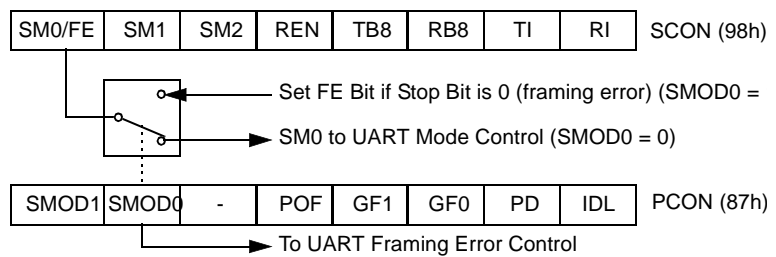 SM0/FE SM1 SM2 REN TB8 RB8 TI RI SCON (98h)
Set FE Bit if Stop Bit is 0 (framing error) (SMOD0 =
SM0 to UART Mode Control (SMOD0 = 0)
SMOD1 SMOD0 - POF GF1 GF0 PD IDL PCON (87h)
To UART Framing Error Control